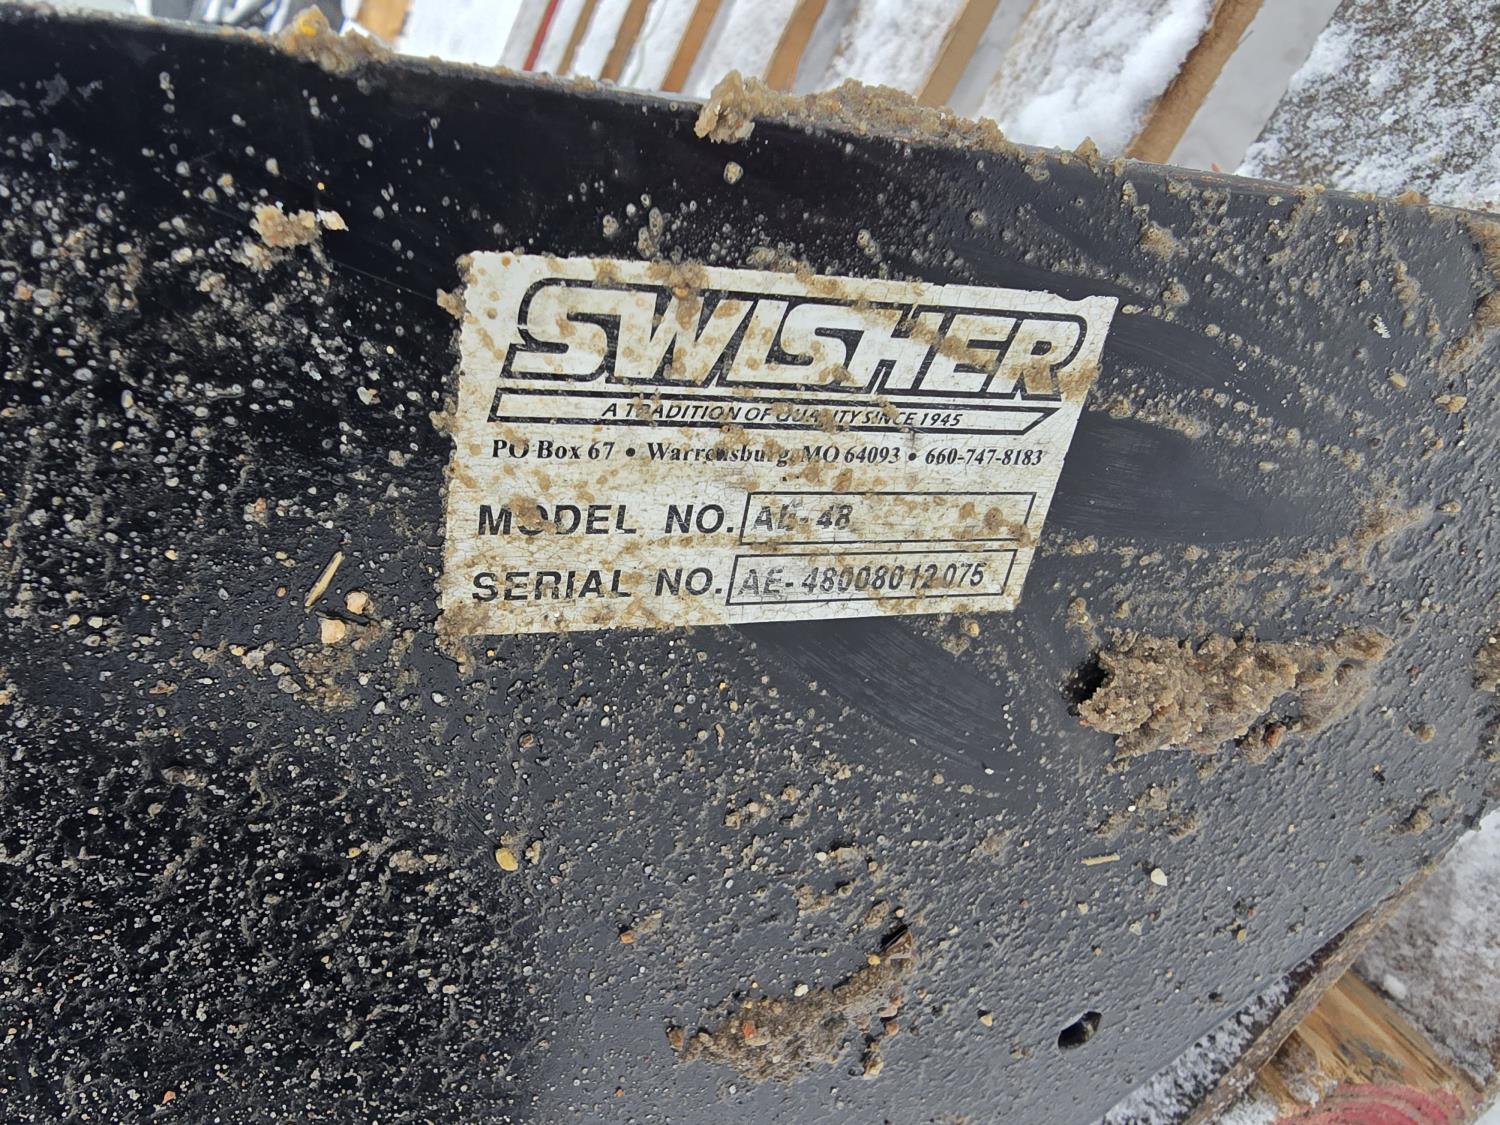 SWISHER
A TRADITION OF QUALITY SINCE 1945
PO Box 67 • Warrensburg, MO 64093 • 660-747-8183
MODEL NO. AE-48
SERIAL NO. AE-48008012075